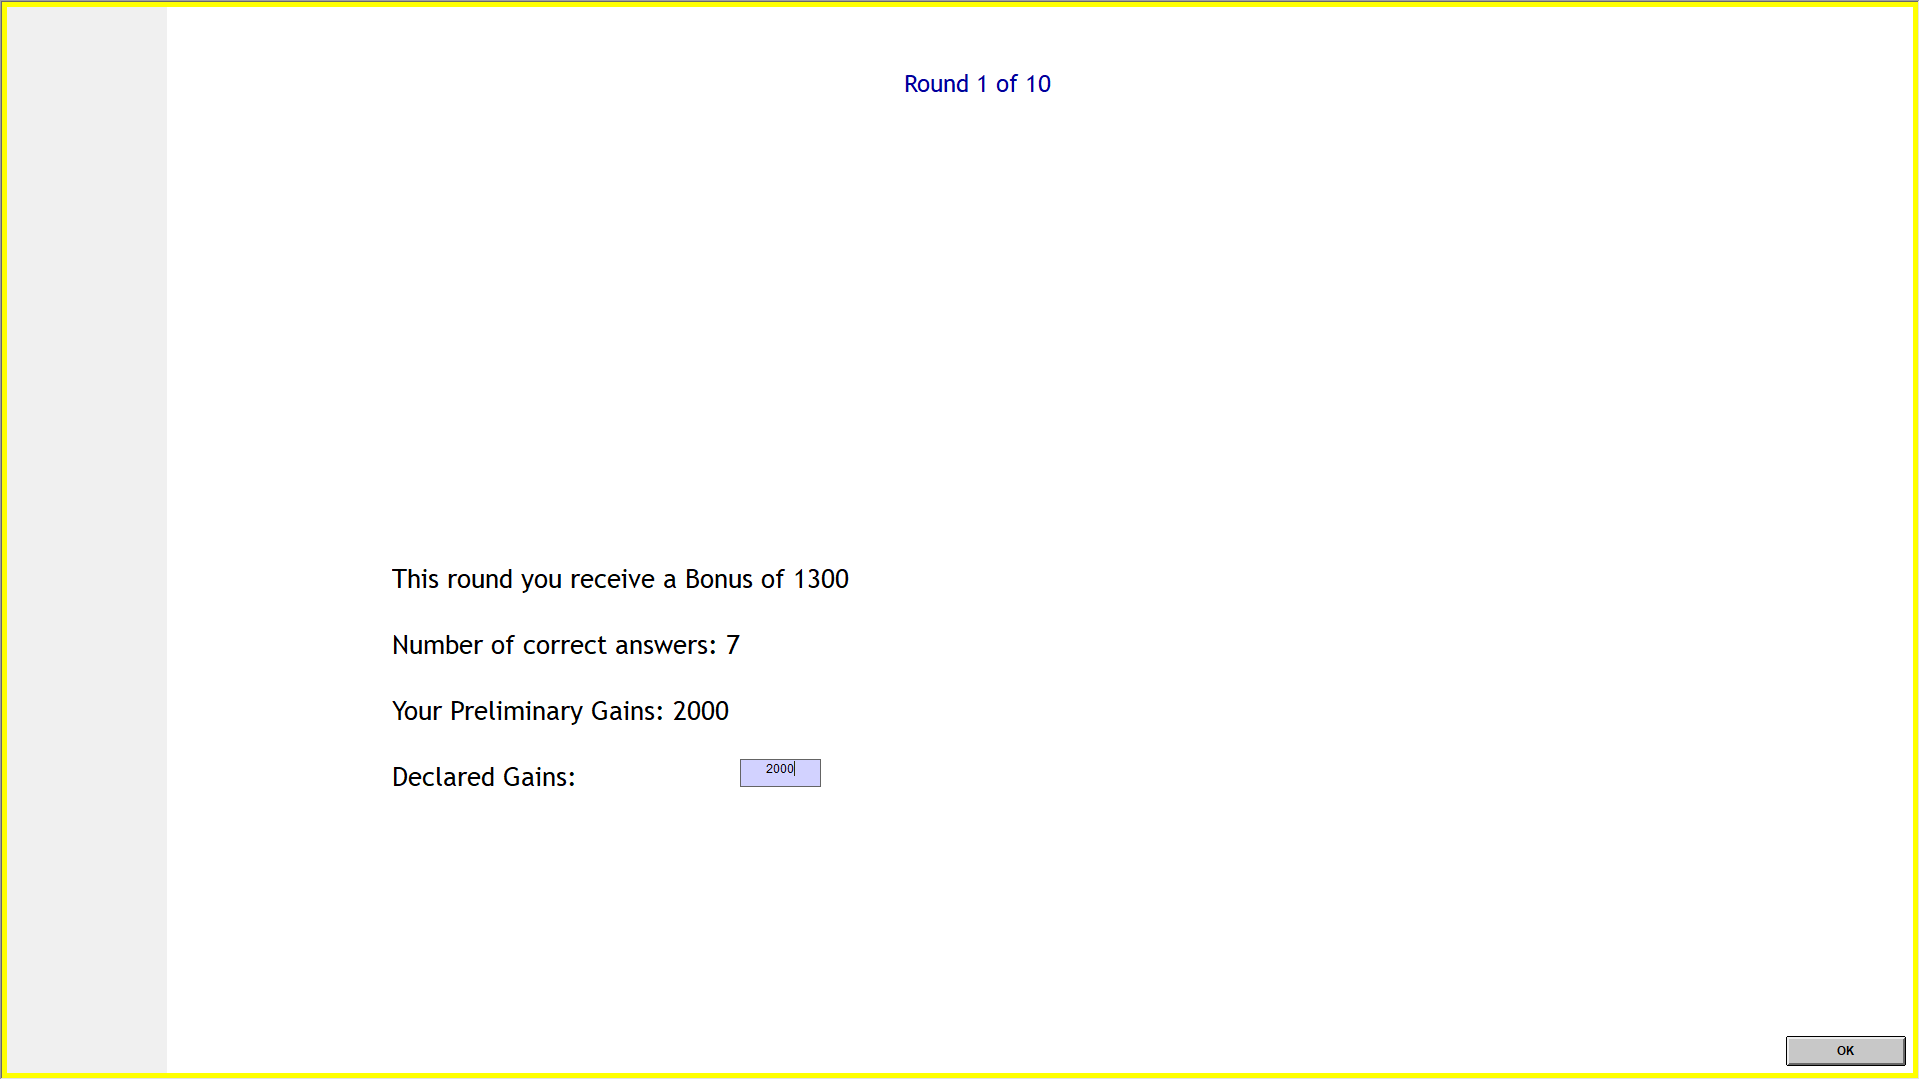 Round 1 of 10
This round you receive a Bonus of 1300
Number of correct answers: 7
Your Preliminary Gains: 2000
Declared Gains: 2000
OK